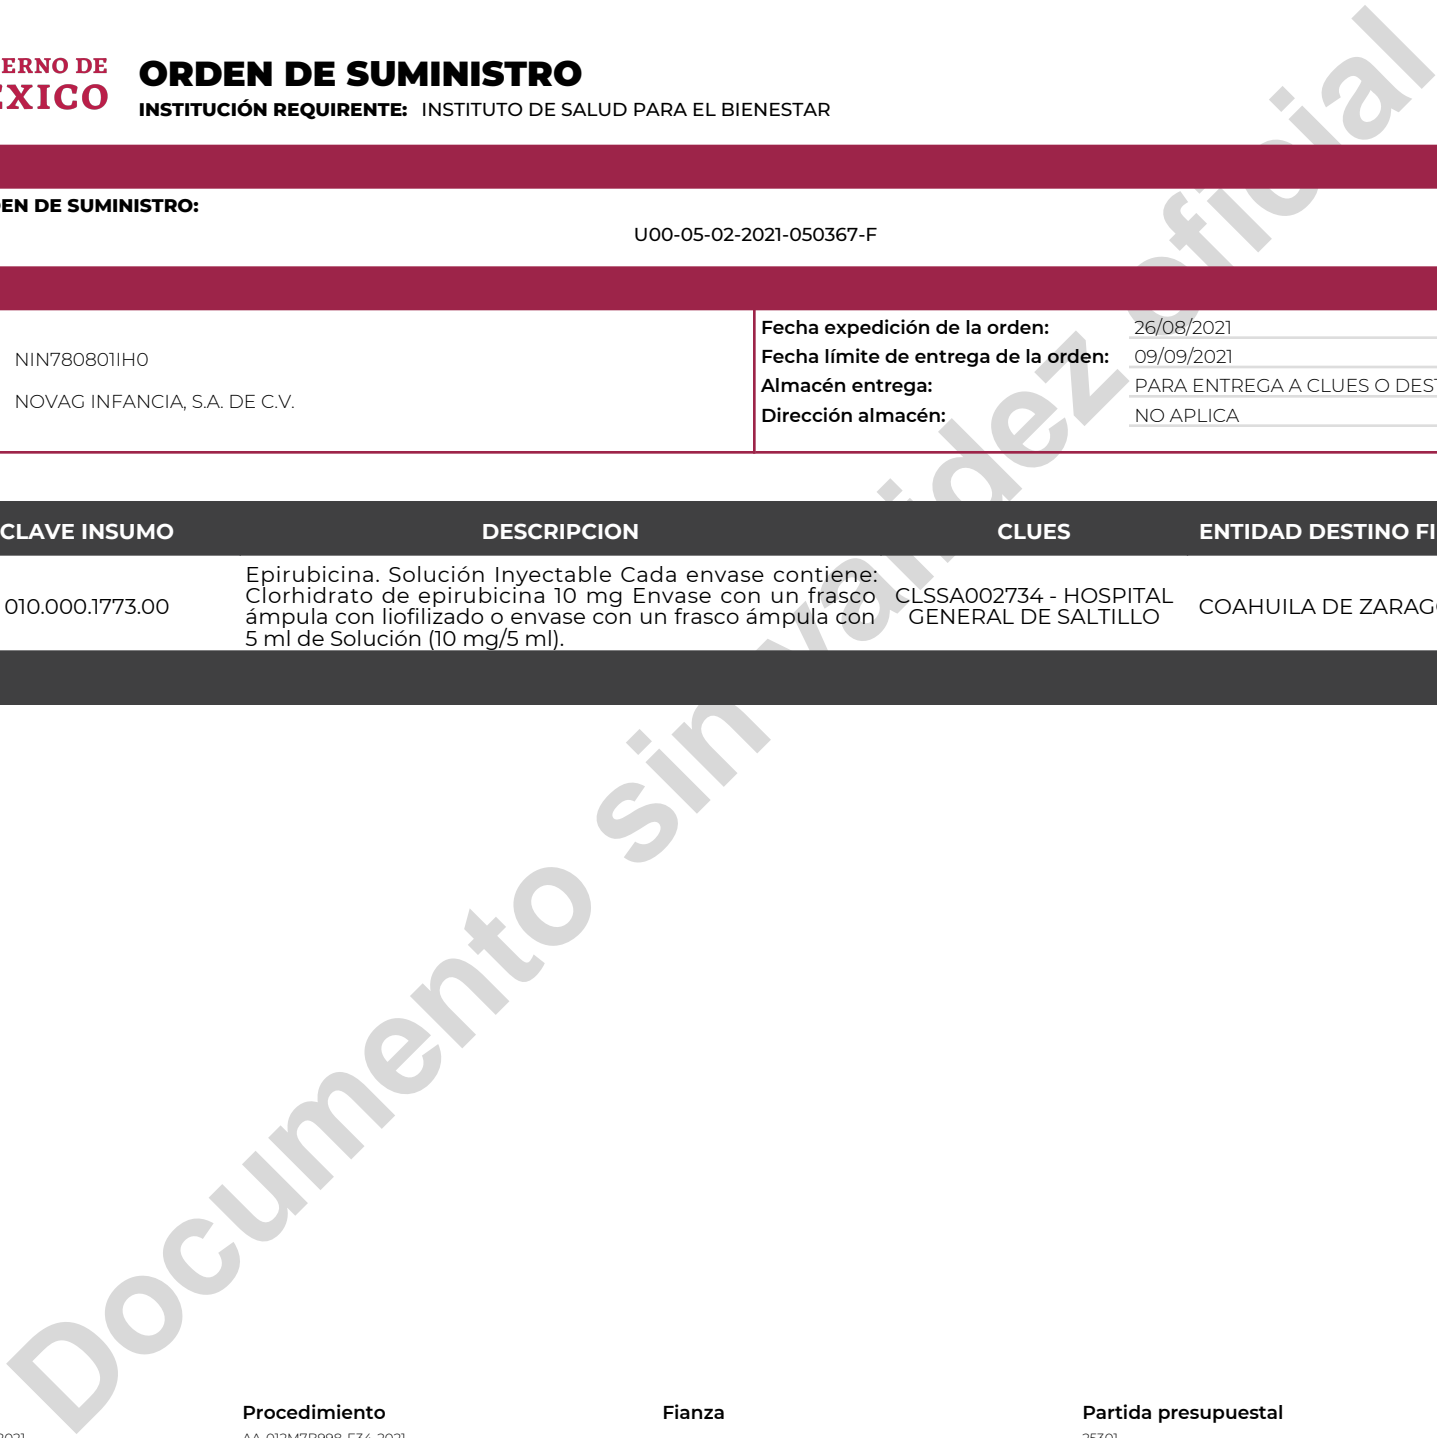 ERNO DE
ORDEN DE SUMINISTRO
INSTITUCIÓN REQUIRENTE: INSTITUTO DE SALUD PARA EL BIENESTAR
EN DE SUMINISTRO:
U00-05-02-2021-050367-F
NIN780801IH0
NOVAG INFANCIA, S.A. DE C.V.
Fecha expedición de la orden: 26/08/2021
Fecha límite de entrega de la orden: 09/09/2021
Almacén entrega: PARA ENTREGA A CLUES O DEST
Dirección almacén: NO APLICA
CLAVE INSUMO DESCRIPCION CLUES ENTIDAD DESTINO FI
010.000.1773.00
Epirubicina. Solución Inyectable Cada envase contiene:
Clorhidrato de epirubicina 10 mg Envase con un frasco
ámpula con liofilizado o envase con un frasco ámpula con
5 ml de Solución (10 mg/5 ml).
CLSSA002734 - HOSPITAL
GENERAL DE SALTILLO
COAHUILA DE ZARAG
Documento sin validez oficial
Procedimiento Fianza Partida presupuestal